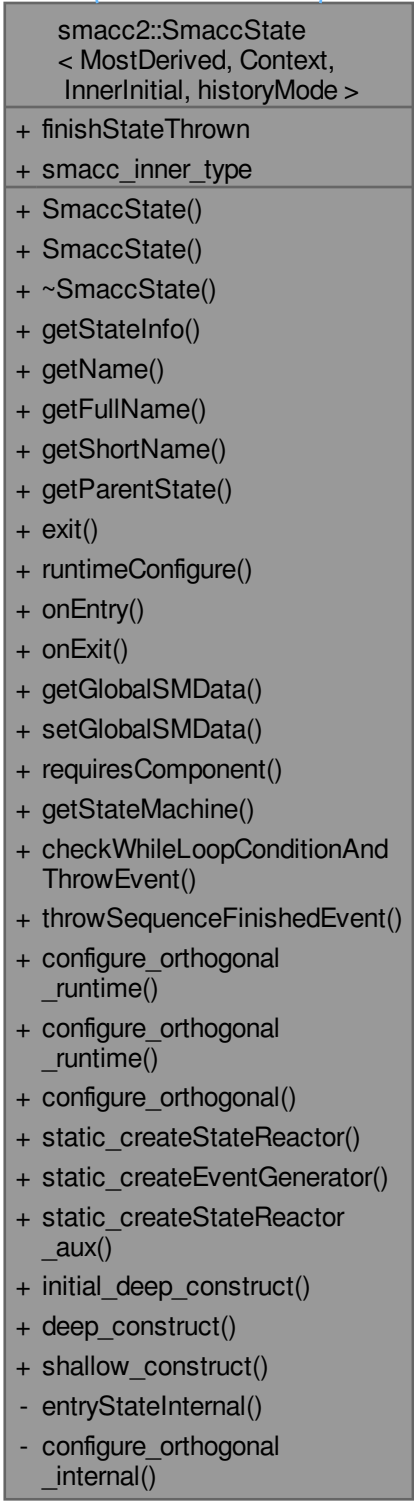 smacc2::SmaccState
< MostDerived, Context,
InnerInitial, historyMode >
+ finishStateThrown
+ smacc_inner_type
+ SmaccState()
+ SmaccState()
+ ~SmaccState()
+ getStateInfo()
+ getName()
+ getFullName()
+ getShortName()
+ getParentState()
+ exit()
+ runtimeConfigure()
+ onEntry()
+ onExit()
+ getGlobalSMData()
+ setGlobalSMData()
+ requiresComponent()
+ getStateMachine()
+ checkWhileLoopConditionAnd
ThrowEvent()
+ throwSequenceFinishedEvent()
+ configure_orthogonal
_runtime()
+ configure_orthogonal
_runtime()
+ configure_orthogonal()
+ static_createStateReactor()
+ static_createEventGenerator()
+ static_createStateReactor
_aux()
+ initial_deep_construct()
+ deep_construct()
+ shallow_construct()
- entryStateInternal()
- configure_orthogonal
_internal()